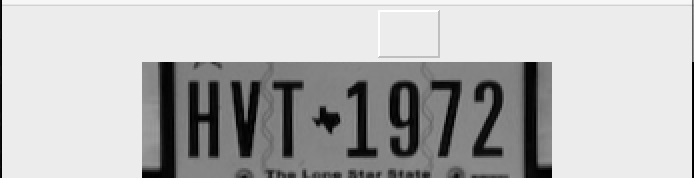 HVT 1972
The Lone Star State